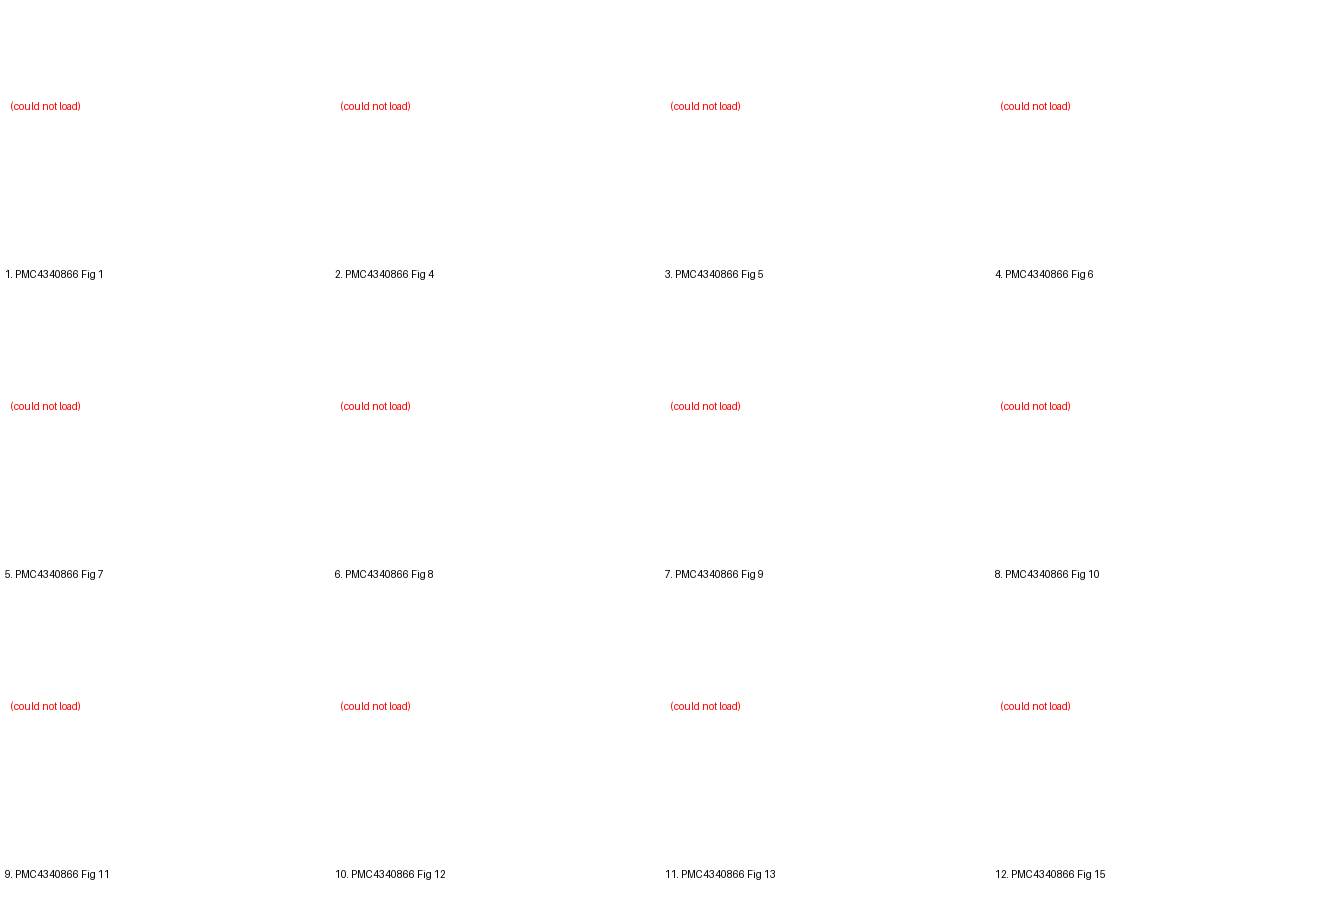 (could not load) (could not load) (could not load) (could not load)
1. PMC4340866 Fig 1 2. PMC4340866 Fig 4 3. PMC4340866 Fig 5 4. PMC4340866 Fig 6
(could not load) (could not load) (could not load) (could not load)
5. PMC4340866 Fig 7 6. PMC4340866 Fig 8 7. PMC4340866 Fig 9 8. PMC4340866 Fig 10
(could not load) (could not load) (could not load) (could not load)
9. PMC4340866 Fig 11 10. PMC4340866 Fig 12 11. PMC4340866 Fig 13 12. PMC4340866 Fig 15